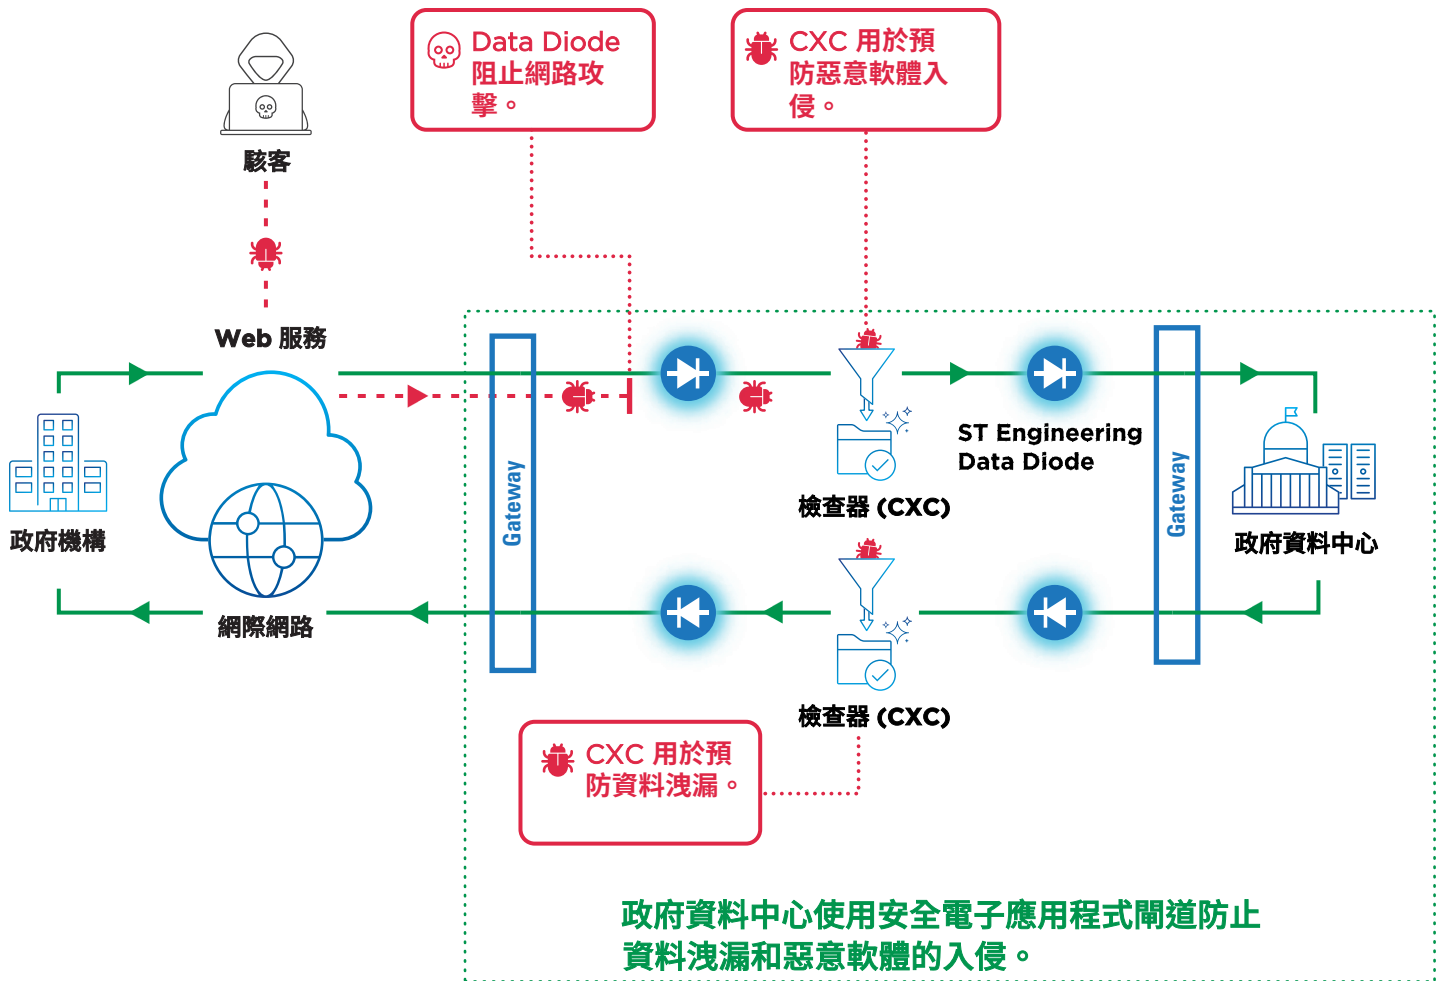 Data Diode
阻止網路攻
擊。
CXC 用於預
防惡意軟體入
侵。
駭客
Web 服務
Gateway
ST Engineering
Data Diode
Gateway
檢查器 (CXC)
政府機構
政府資料中心
網際網路
檢查器 (CXC)
CXC 用於預
防資料洩漏。
政府資料中心使用安全電子應用程式閘道防止
資料洩漏和惡意軟體的入侵。